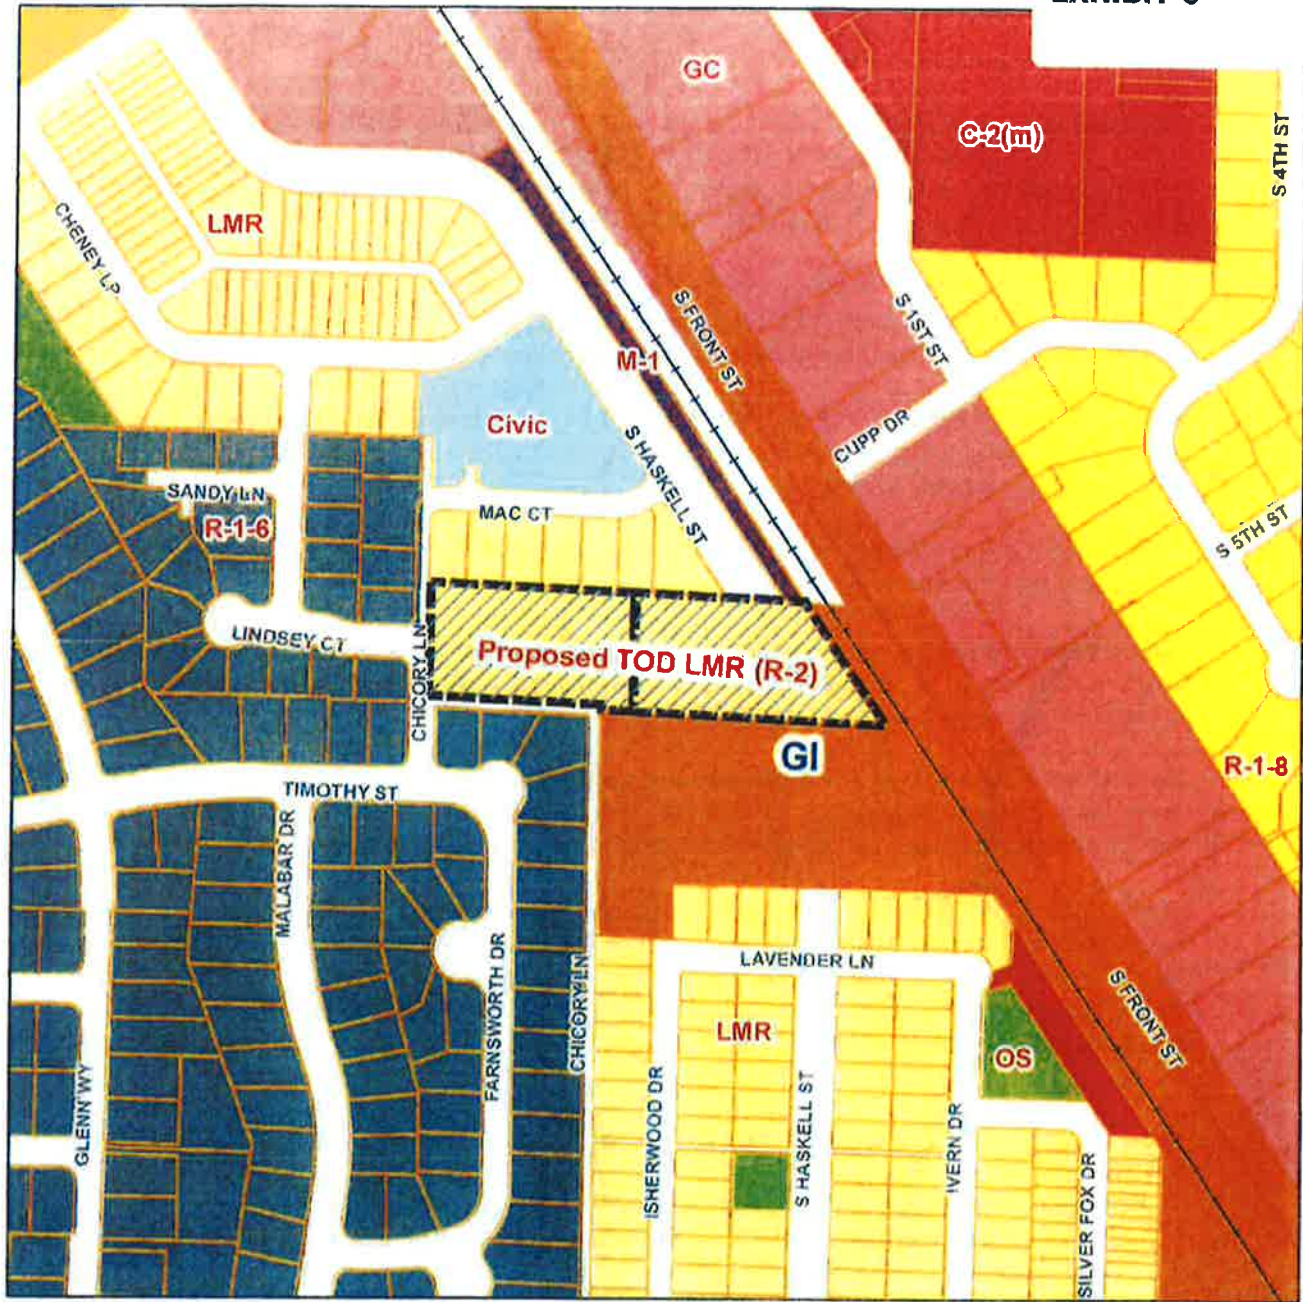 GC
C-2(m)
S 4TH ST
LMR
CHENEY LP
S FRONT ST
S 1ST ST
M-1
Civic
CUPP DR
S HASKELL ST
SANDY LN
R-1-6
MAC CT
S 5TH ST
LINDSEY CT
CHICORY LN
Proposed TOD LMR (R-2)
GI
R-1-8
TIMOTHY ST
MALABAR DR
LAVENDER LN
FARNSWORTH DR
CHICORY LN
S FRONT ST
LMR
OS
GLENN WY
ISHERWOOD DR
S HASKELL ST
IVERN DR
SILVER FOX DR